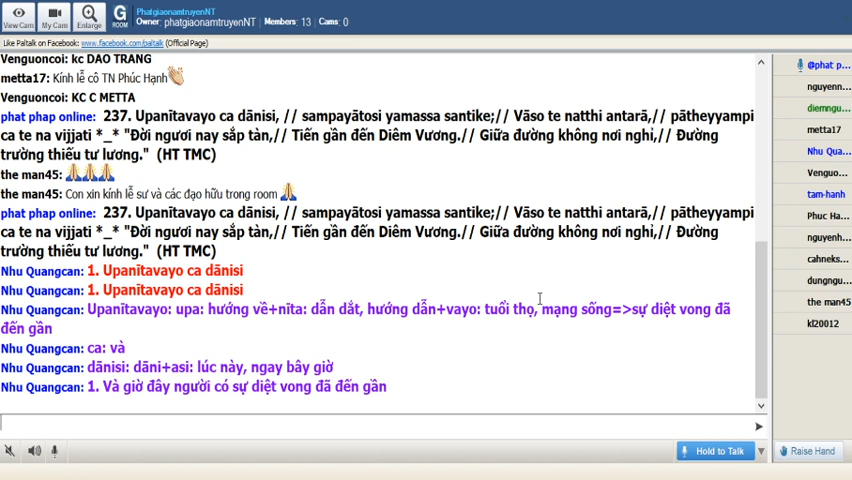 PhatgiaonamtruyenNT
Owner: phatgiaonamtruyenNT Members: 13 Cams: 0
View Cam My Cam Enlarge G ROOM
Like Paltalk on Facebook: www.facebook.com/paltalk (Official Page)
Venguoncoi: kc DAO TRANG
metta17: Kính lễ cô TN Phúc Hạnh
Venguoncoi: KC C METTA
phat phap online: 237. Upanītavayo ca dānisi, // sampayātosi yamassa santike;// Vāso te natthi antarā,// pātheyyampi
ca te na vijjati *_* "Đời ngươi nay sắp tàn,// Tiến gần đến Diêm Vương.// Giữa đường không nơi nghỉ,// Đường
trường thiếu tư lương." (HT TMC)
the man45:
the man45: Con xin kính lễ sư và các đạo hữu trong room
phat phap online: 237. Upanītavayo ca dānisi, // sampayātosi yamassa santike;// Vāso te natthi antarā,// pātheyyampi
ca te na vijjati *_* "Đời ngươi nay sắp tàn,// Tiến gần đến Diêm Vương.// Giữa đường không nơi nghỉ,// Đường
trường thiếu tư lương." (HT TMC)
Nhu Quangcan: 1. Upanītavayo ca dānisi
Nhu Quangcan: 1. Upanītavayo ca dānisi
Nhu Quangcan: Upanītavayo: upa: hướng về+nīta: dẫn dắt, hướng dẫn+vayo: tuổi thọ, mạng sống=>sự diệt vong đã
đến gần
Nhu Quangcan: ca: và
Nhu Quangcan: dānisi: dāni+asi: lúc này, ngay bây giờ
Nhu Quangcan: 1. Và giờ đây người có sự diệt vong đã đến gần
@phat p...
nguyenn...
diemngu...
metta17
Nhu Qua...
Venguo...
tam-hanh
Phuc Ha...
nguyenh...
cahneks...
dungngu...
the man45
kl20012
Hold to Talk
Raise Hand